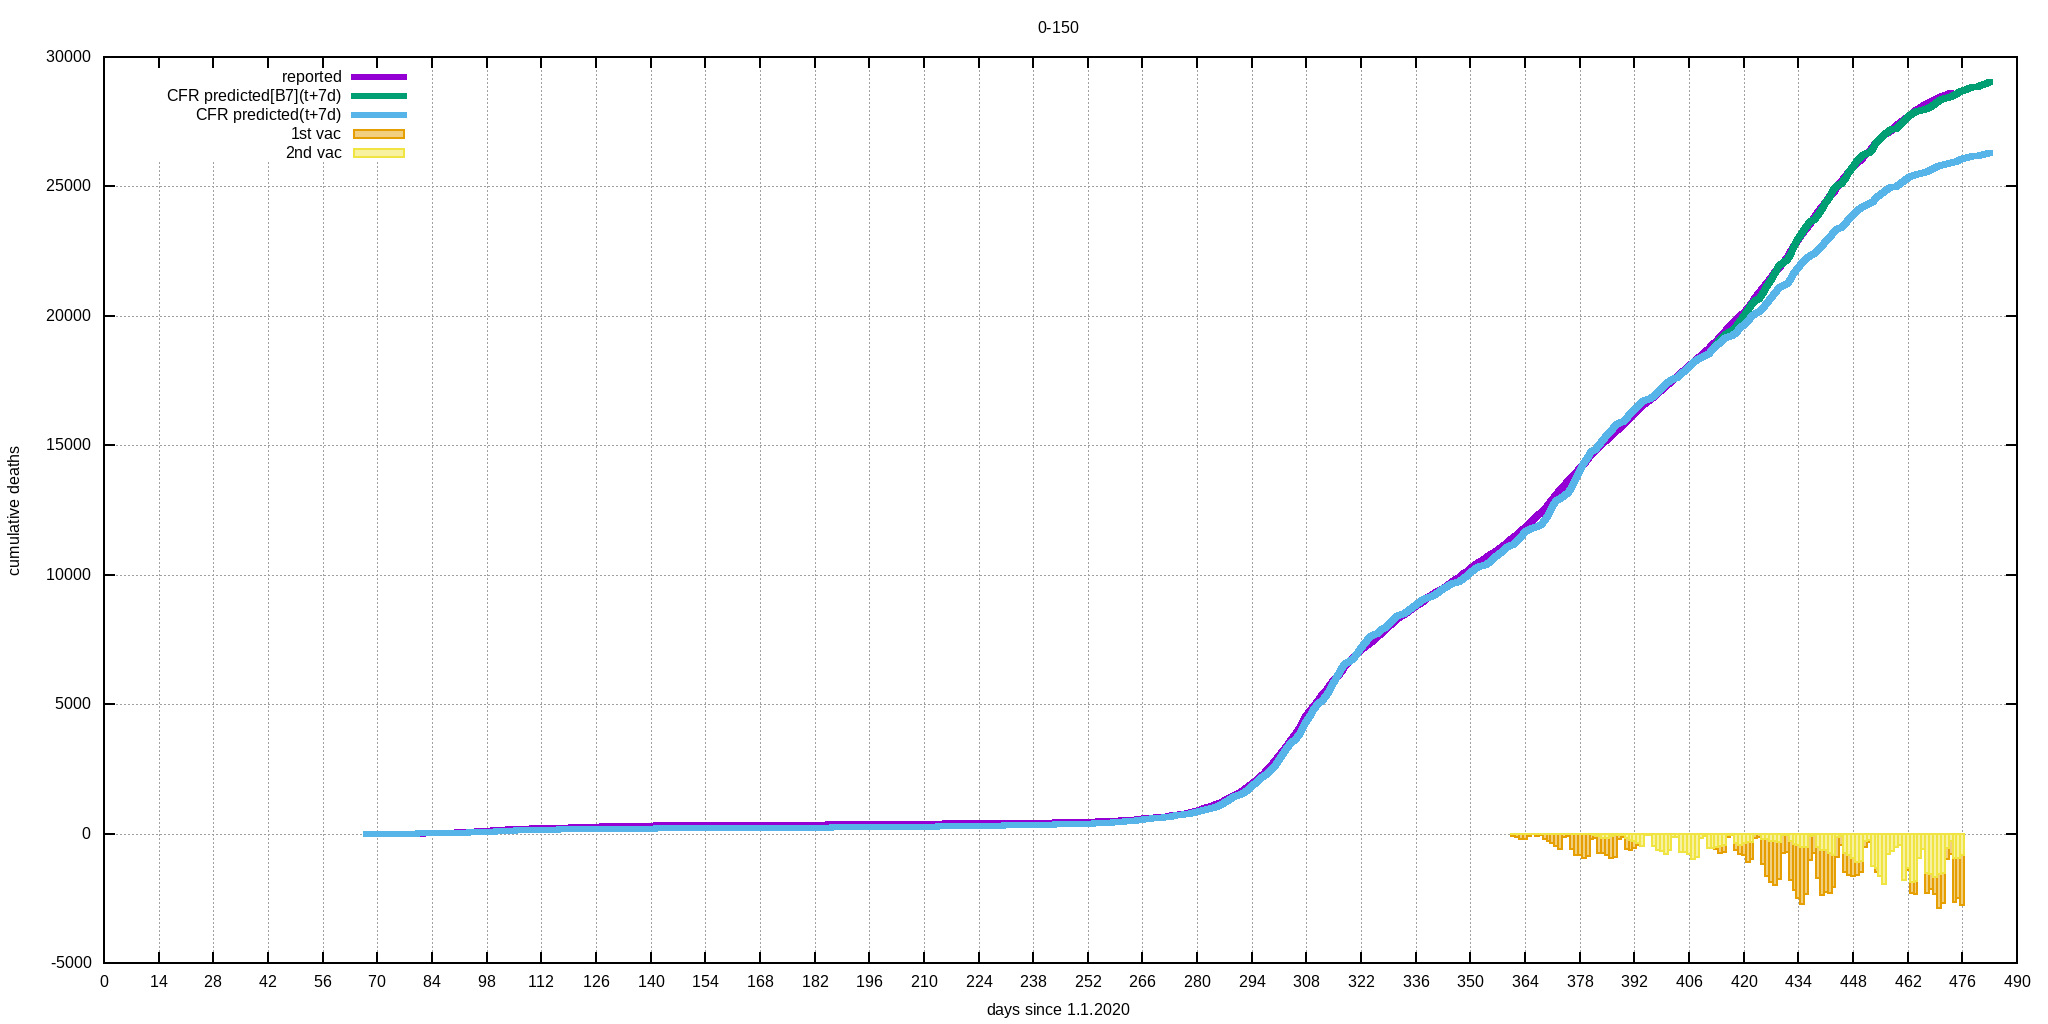 0-150
30000
25000
20000
15000
10000
5000
0
-5000
reported
CFR predicted[B7](t+7d)
CFR predicted(t+7d)
1st vac
2nd vac
cumulative deaths
0 14 28 42 56 70 84 98 112 126 140 154 168 182 196 210 224 238 252 266 280 294 308 322 336 350 364 378 392 406 420 434 448 462 476 490
days since 1.1.2020